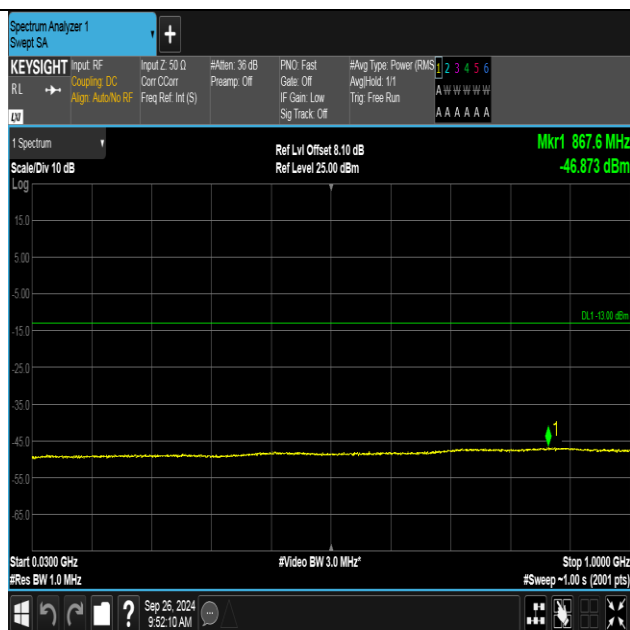 Spectrum Analyzer 1
Swept SA
+
KEYSIGHT
RL
LXI
Input: RF
Coupling: DC
Align: Auto/No RF
Input Z: 50 Ω
Corr CCorr
Freq Ref: Int (S)
#Atten: 36 dB
Preamp: Off
PNO: Fast
Gate: Off
IF Gain: Low
Sig Track: Off
#Avg Type: Power (RMS
Avg|Hold: 1/1
Trig: Free Run
1 2 3 4 5 6
A W W W W W
A A A A A A
1 Spectrum
Scale/Div 10 dB
Log
Ref Lvl Offset 8.10 dB
Ref Level 25.00 dBm
Mkr1 867.6 MHz
-46.873 dBm
15.0
5.00
-5.00
DL1 -13.00 dBm
-15.0
-25.0
-35.0
1
-45.0
-55.0
-65.0
Start 0.0300 GHz
#Res BW 1.0 MHz
#Video BW 3.0 MHz*
Stop 1.0000 GHz
#Sweep ~1.00 s (2001 pts)
?
Sep 26, 2024
9:52:10 AM